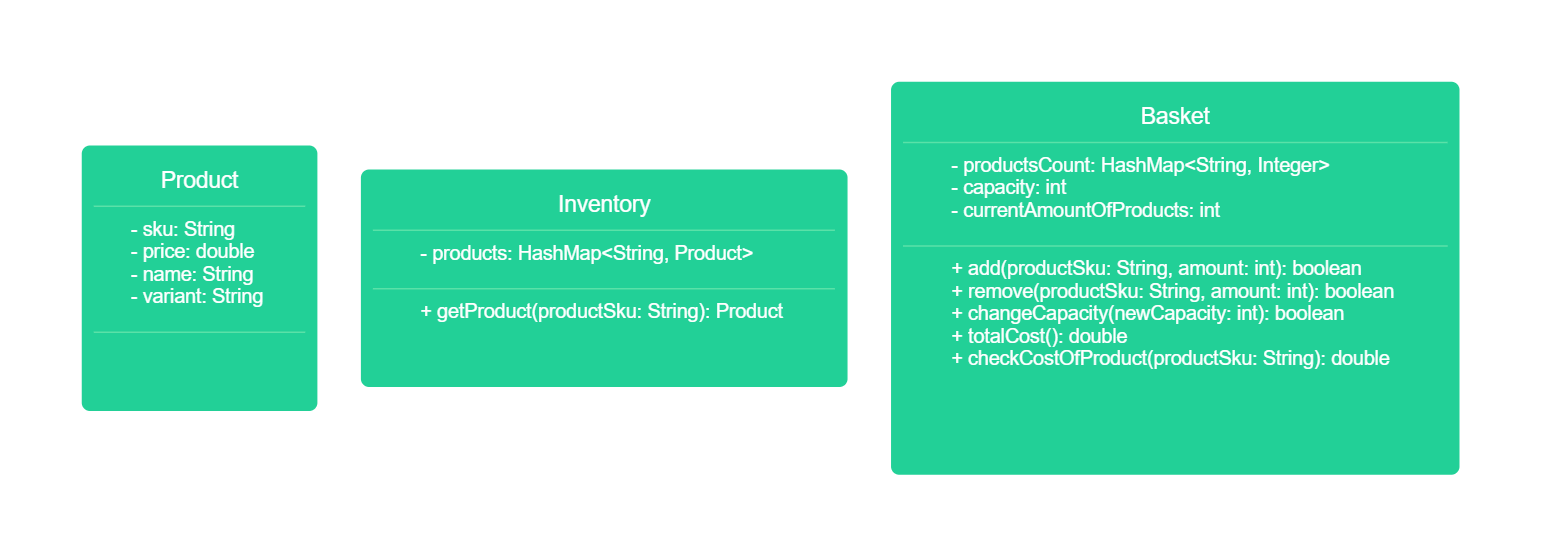 Product
- sku: String
- price: double
- name: String
- variant: String
Inventory
- products: HashMap<String, Product>
+ getProduct(productSku: String): Product
Basket
- productsCount: HashMap<String, Integer>
- capacity: int
- currentAmountOfProducts: int
+ add(productSku: String, amount: int): boolean
+ remove(productSku: String, amount: int): boolean
+ changeCapacity(newCapacity: int): boolean
+ totalCost(): double
+ checkCostOfProduct(productSku: String): double